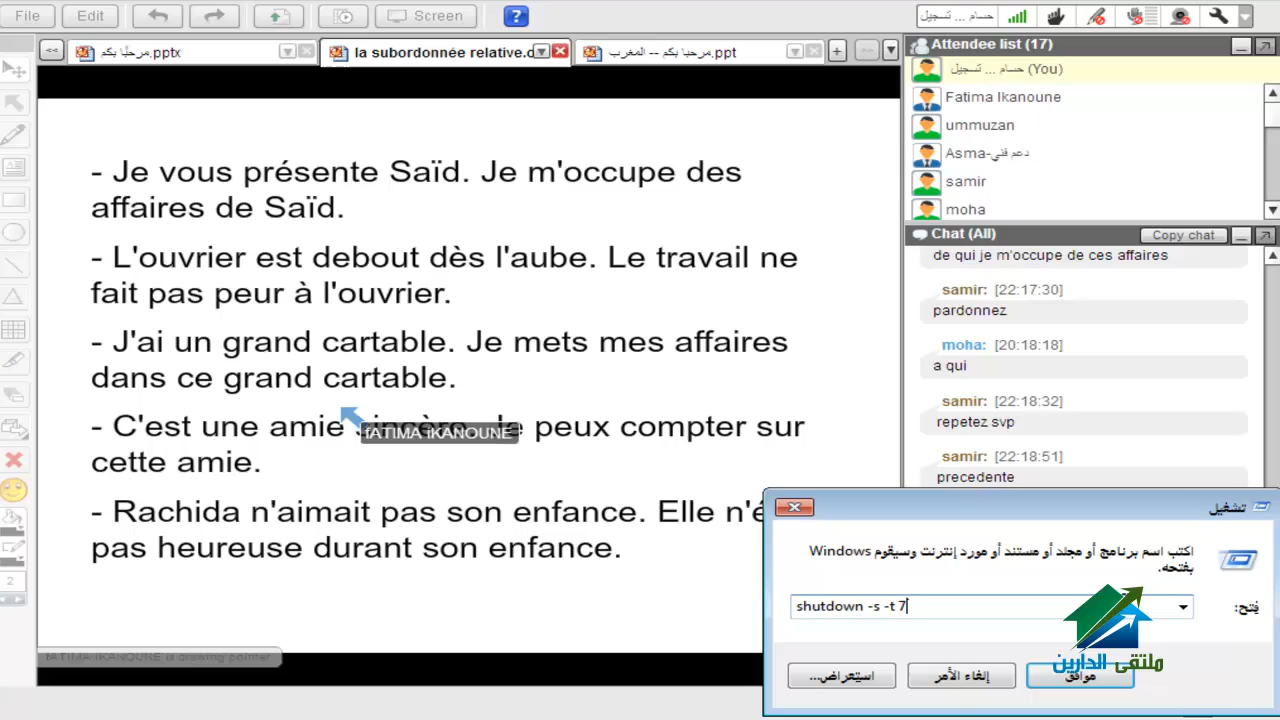 File
Edit
Screen
?
حسام ... تسجيل
<<
مرحبًا بكم.pptx
la subordonnée relative.c
مرحبا بكم -- المغرب.ppt
+
Attendee list (17)
حسام ... تسجيل (You)
Fatima Ikanoune
ummuzan
Asma-دعم فني
samir
moha
Chat (All)
Copy chat
de qui je m'occupe de ces affaires
samir: [22:17:30]
pardonnez
moha: [20:18:18]
a qui
samir: [22:18:32]
repetez svp
samir: [22:18:51]
precedente
- Je vous présente Saïd. Je m'occupe des
affaires de Saïd.
- L'ouvrier est debout dès l'aube. Le travail ne
fait pas peur à l'ouvrier.
- J'ai un grand cartable. Je mets mes affaires
dans ce grand cartable.
- C'est une amie sincère. Je peux compter sur
fATIMA iKANOUNE
cette amie.
- Rachida n'aimait pas son enfance. Elle n'é
pas heureuse durant son enfance.
2
fATIMA iKANOUNE is drawing pointer
تشغيل
اكتب اسم برنامج أو مجلد أو مستند أو مورد إنترنت وسيقوم Windows
بفتحه.
فتح:
shutdown -s -t 7
موافق
إلغاء الأمر
استعراض...
ملتقى الدارين